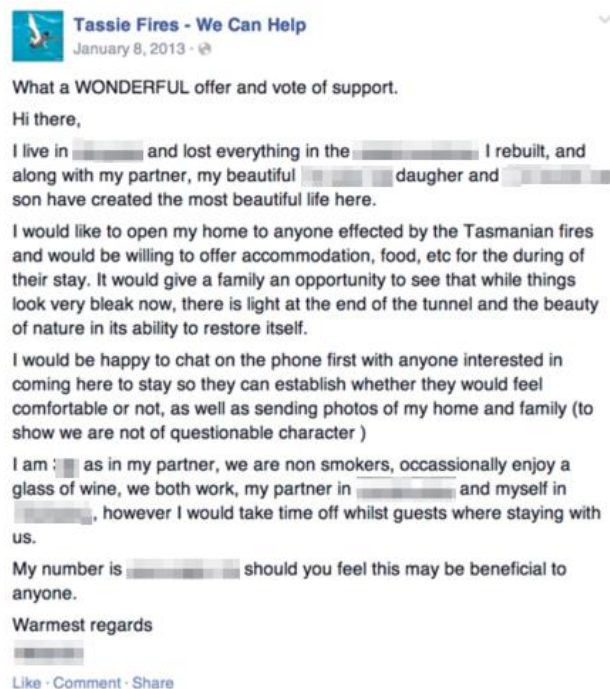 Tassie Fires - We Can Help
January 8, 2013 ·
What a WONDERFUL offer and vote of support.
Hi there,
I live in and lost everything in the I rebuilt, and
along with my partner, my beautiful daugher and
son have created the most beautiful life here.
I would like to open my home to anyone effected by the Tasmanian fires
and would be willing to offer accommodation, food, etc for the during of
their stay. It would give a family an opportunity to see that while things
look very bleak now, there is light at the end of the tunnel and the beauty
of nature in its ability to restore itself.
I would be happy to chat on the phone first with anyone interested in
coming here to stay so they can establish whether they would feel
comfortable or not, as well as sending photos of my home and family (to
show we are not of questionable character )
I am as in my partner, we are non smokers, occassionally enjoy a
glass of wine, we both work, my partner in and myself in
, however I would take time off whilst guests where staying with
us.
My number is should you feel this may be beneficial to
anyone.
Warmest regards
Like · Comment · Share